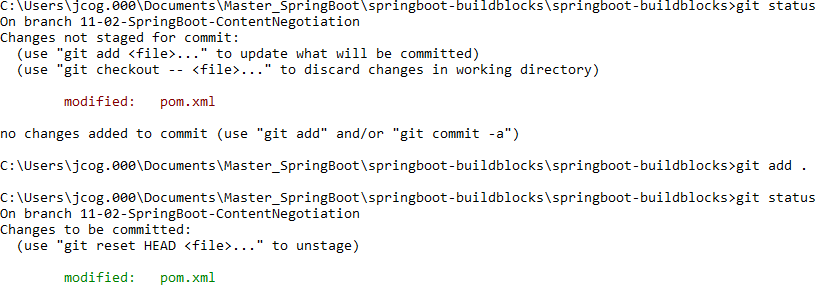 C:\Users\jcog.000\Documents\Master_SpringBoot\springboot-buildblocks\springboot-buildblocks>git status
On branch 11-02-SpringBoot-ContentNegotiation
Changes not staged for commit:
  (use "git add <file>..." to update what will be committed)
  (use "git checkout -- <file>..." to discard changes in working directory)

        modified:   pom.xml

no changes added to commit (use "git add" and/or "git commit -a")

C:\Users\jcog.000\Documents\Master_SpringBoot\springboot-buildblocks\springboot-buildblocks>git add .

C:\Users\jcog.000\Documents\Master_SpringBoot\springboot-buildblocks\springboot-buildblocks>git status
On branch 11-02-SpringBoot-ContentNegotiation
Changes to be committed:
  (use "git reset HEAD <file>..." to unstage)

        modified:   pom.xml